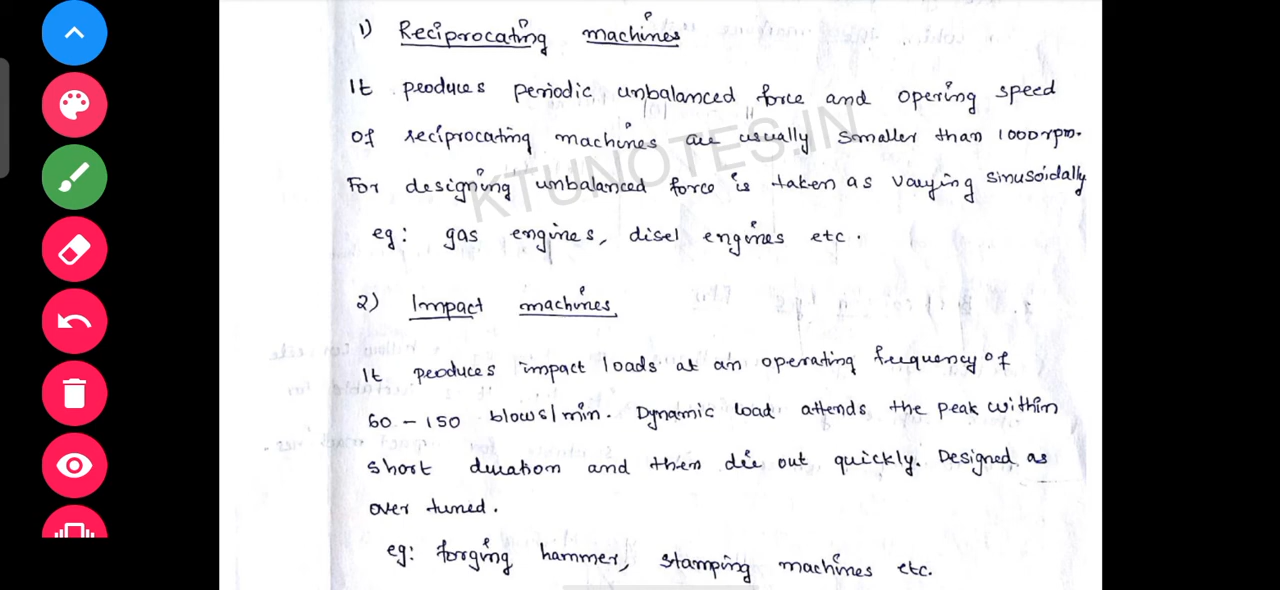 1) Reciprocating machines
It produces periodic unbalanced force and opering speed
of reciprocating machines are usually smaller than 1000rpm.
For designing unbalanced force is taken as varying sinusoidally
eg: gas engines, disel engines etc.
2) Impact machines
It produces impact loads at an operating frequency of
60-150 blows/min. Dynamic load attends the peak within
short duration and then die out quickly. Designed as
over tuned.
eg: forging hammer, stamping machines etc.
KTUNOTES.IN